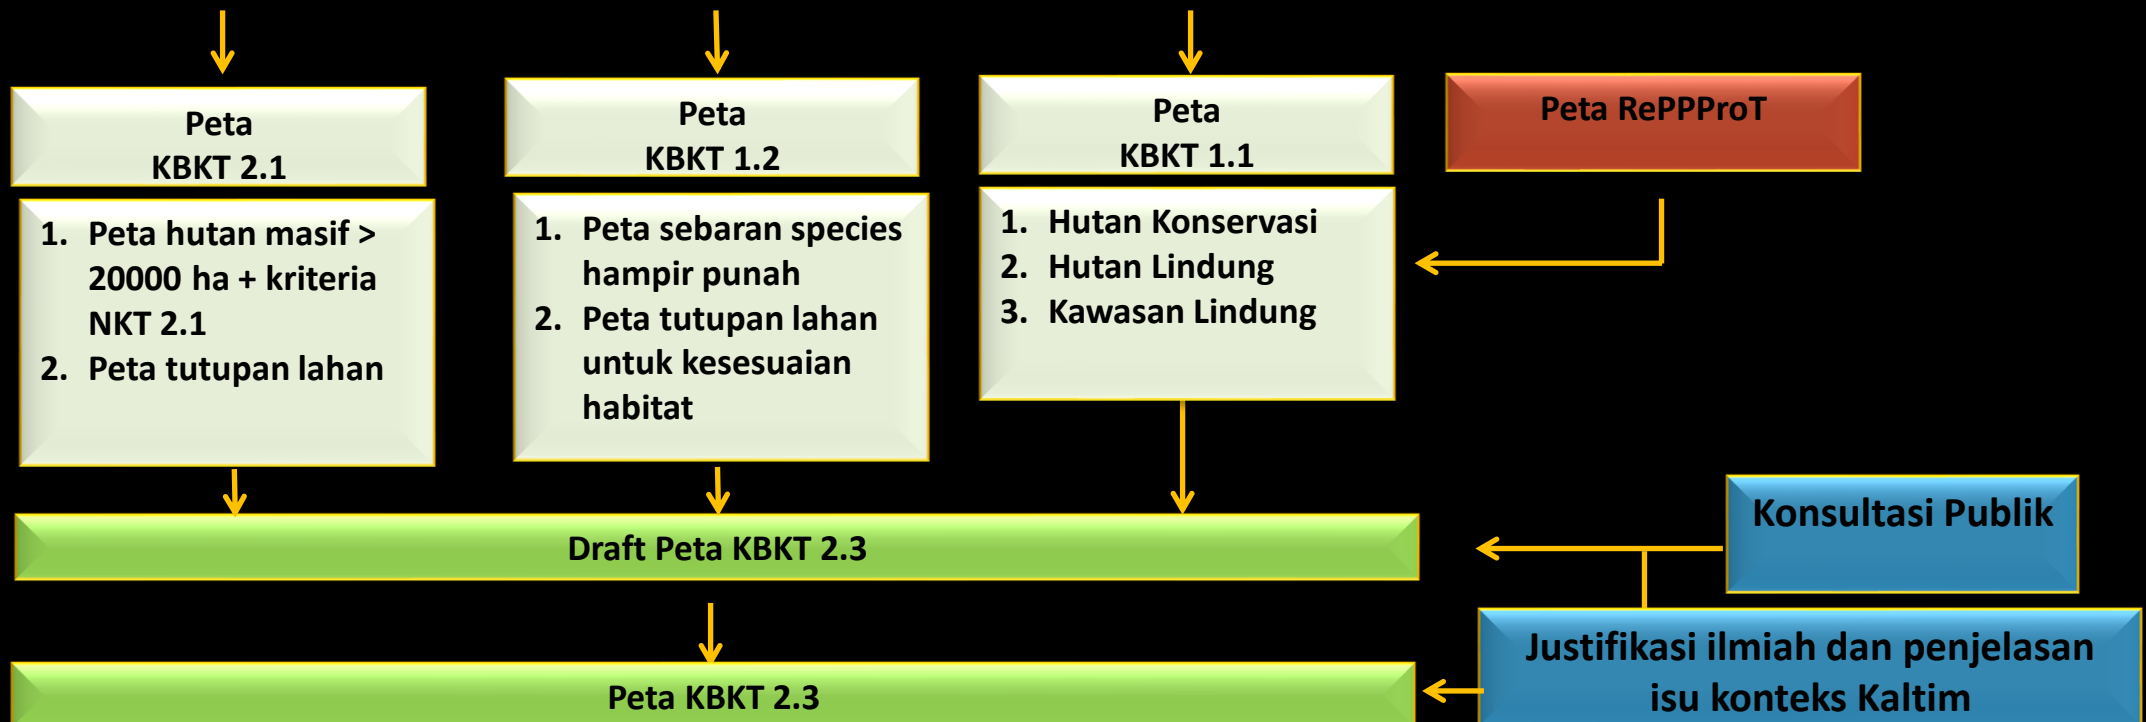 Peta
KBKT 2.1
Peta
KBKT 1.2
Peta
KBKT 1.1
Peta RePPProT
1. Peta hutan masif >
20000 ha + kriteria
NKT 2.1
2. Peta tutupan lahan
1. Peta sebaran species
hampir punah
2. Peta tutupan lahan
untuk kesesuaian
habitat
1. Hutan Konservasi
2. Hutan Lindung
3. Kawasan Lindung
Konsultasi Publik
Draft Peta KBKT 2.3
Justifikasi ilmiah dan penjelasan
isu konteks Kaltim
Peta KBKT 2.3